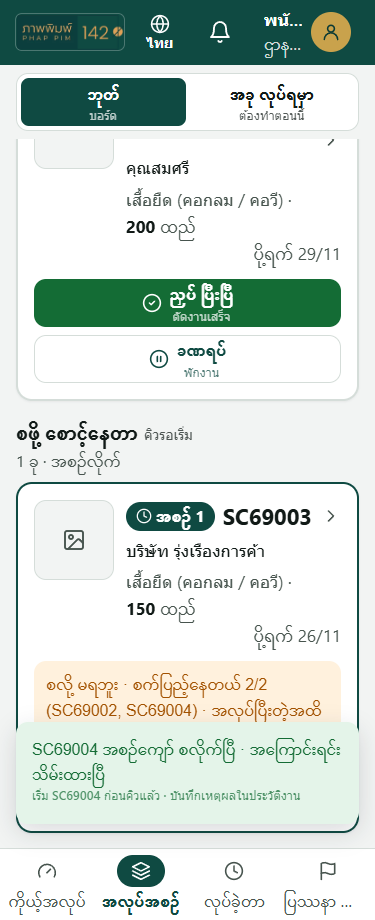 ภาพพิมพ์
PHAP PIM
142
ไทย
พนั...
ဌာန...
ဘုတ်
บอร์ด
အခု လုပ်ရမှာ
ต้องทำตอนนี้
คุณสมศรี
เสื้อยืด (คอกลม / คอวี) ·
200 ထည်
ပို့ရက် 29/11
ညှပ် ပြီးပြီ
ตัดงานเสร็จ
ခဏရပ်
พักงาน
စဖို့ စောင့်နေတာ คิวรอเริ่ม
1 ခု · အစဉ်လိုက်
အစဉ် 1
SC69003
บริษัท รุ่งเรืองการค้า
เสื้อยืด (คอกลม / คอวี) ·
150 ထည်
ပို့ရက် 26/11
စလို့ မရဘူး · စက်ပြည့်နေတယ် 2/2
(SC69002, SC69004) · အလုပ်ပြီးတဲ့အထိ
SC69004 အစဉ်ကျော် စလိုက်ပြီ · အကြောင်းရင်း
သိမ်းထားပြီ
เริ่ม SC69004 ก่อนคิวแล้ว · บันทึกเหตุผลในประวัติงาน
ကိုယ့်အလုပ်
အလုပ်အစဉ်
လုပ်ခဲ့တာ
ပြဿနာ ...